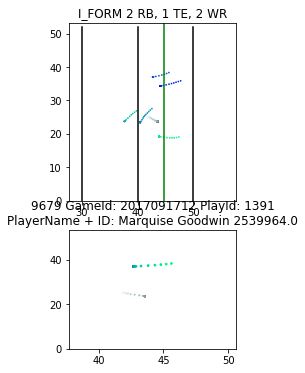 I_FORM 2 RB, 1 TE, 2 WR
50
40
30
20
10
0
30 40 50
9679 GameId: 2017091712 PlayId: 1391
PlayerName + ID: Marquise Goodwin 2539964.0
40
20
0
40 45 50